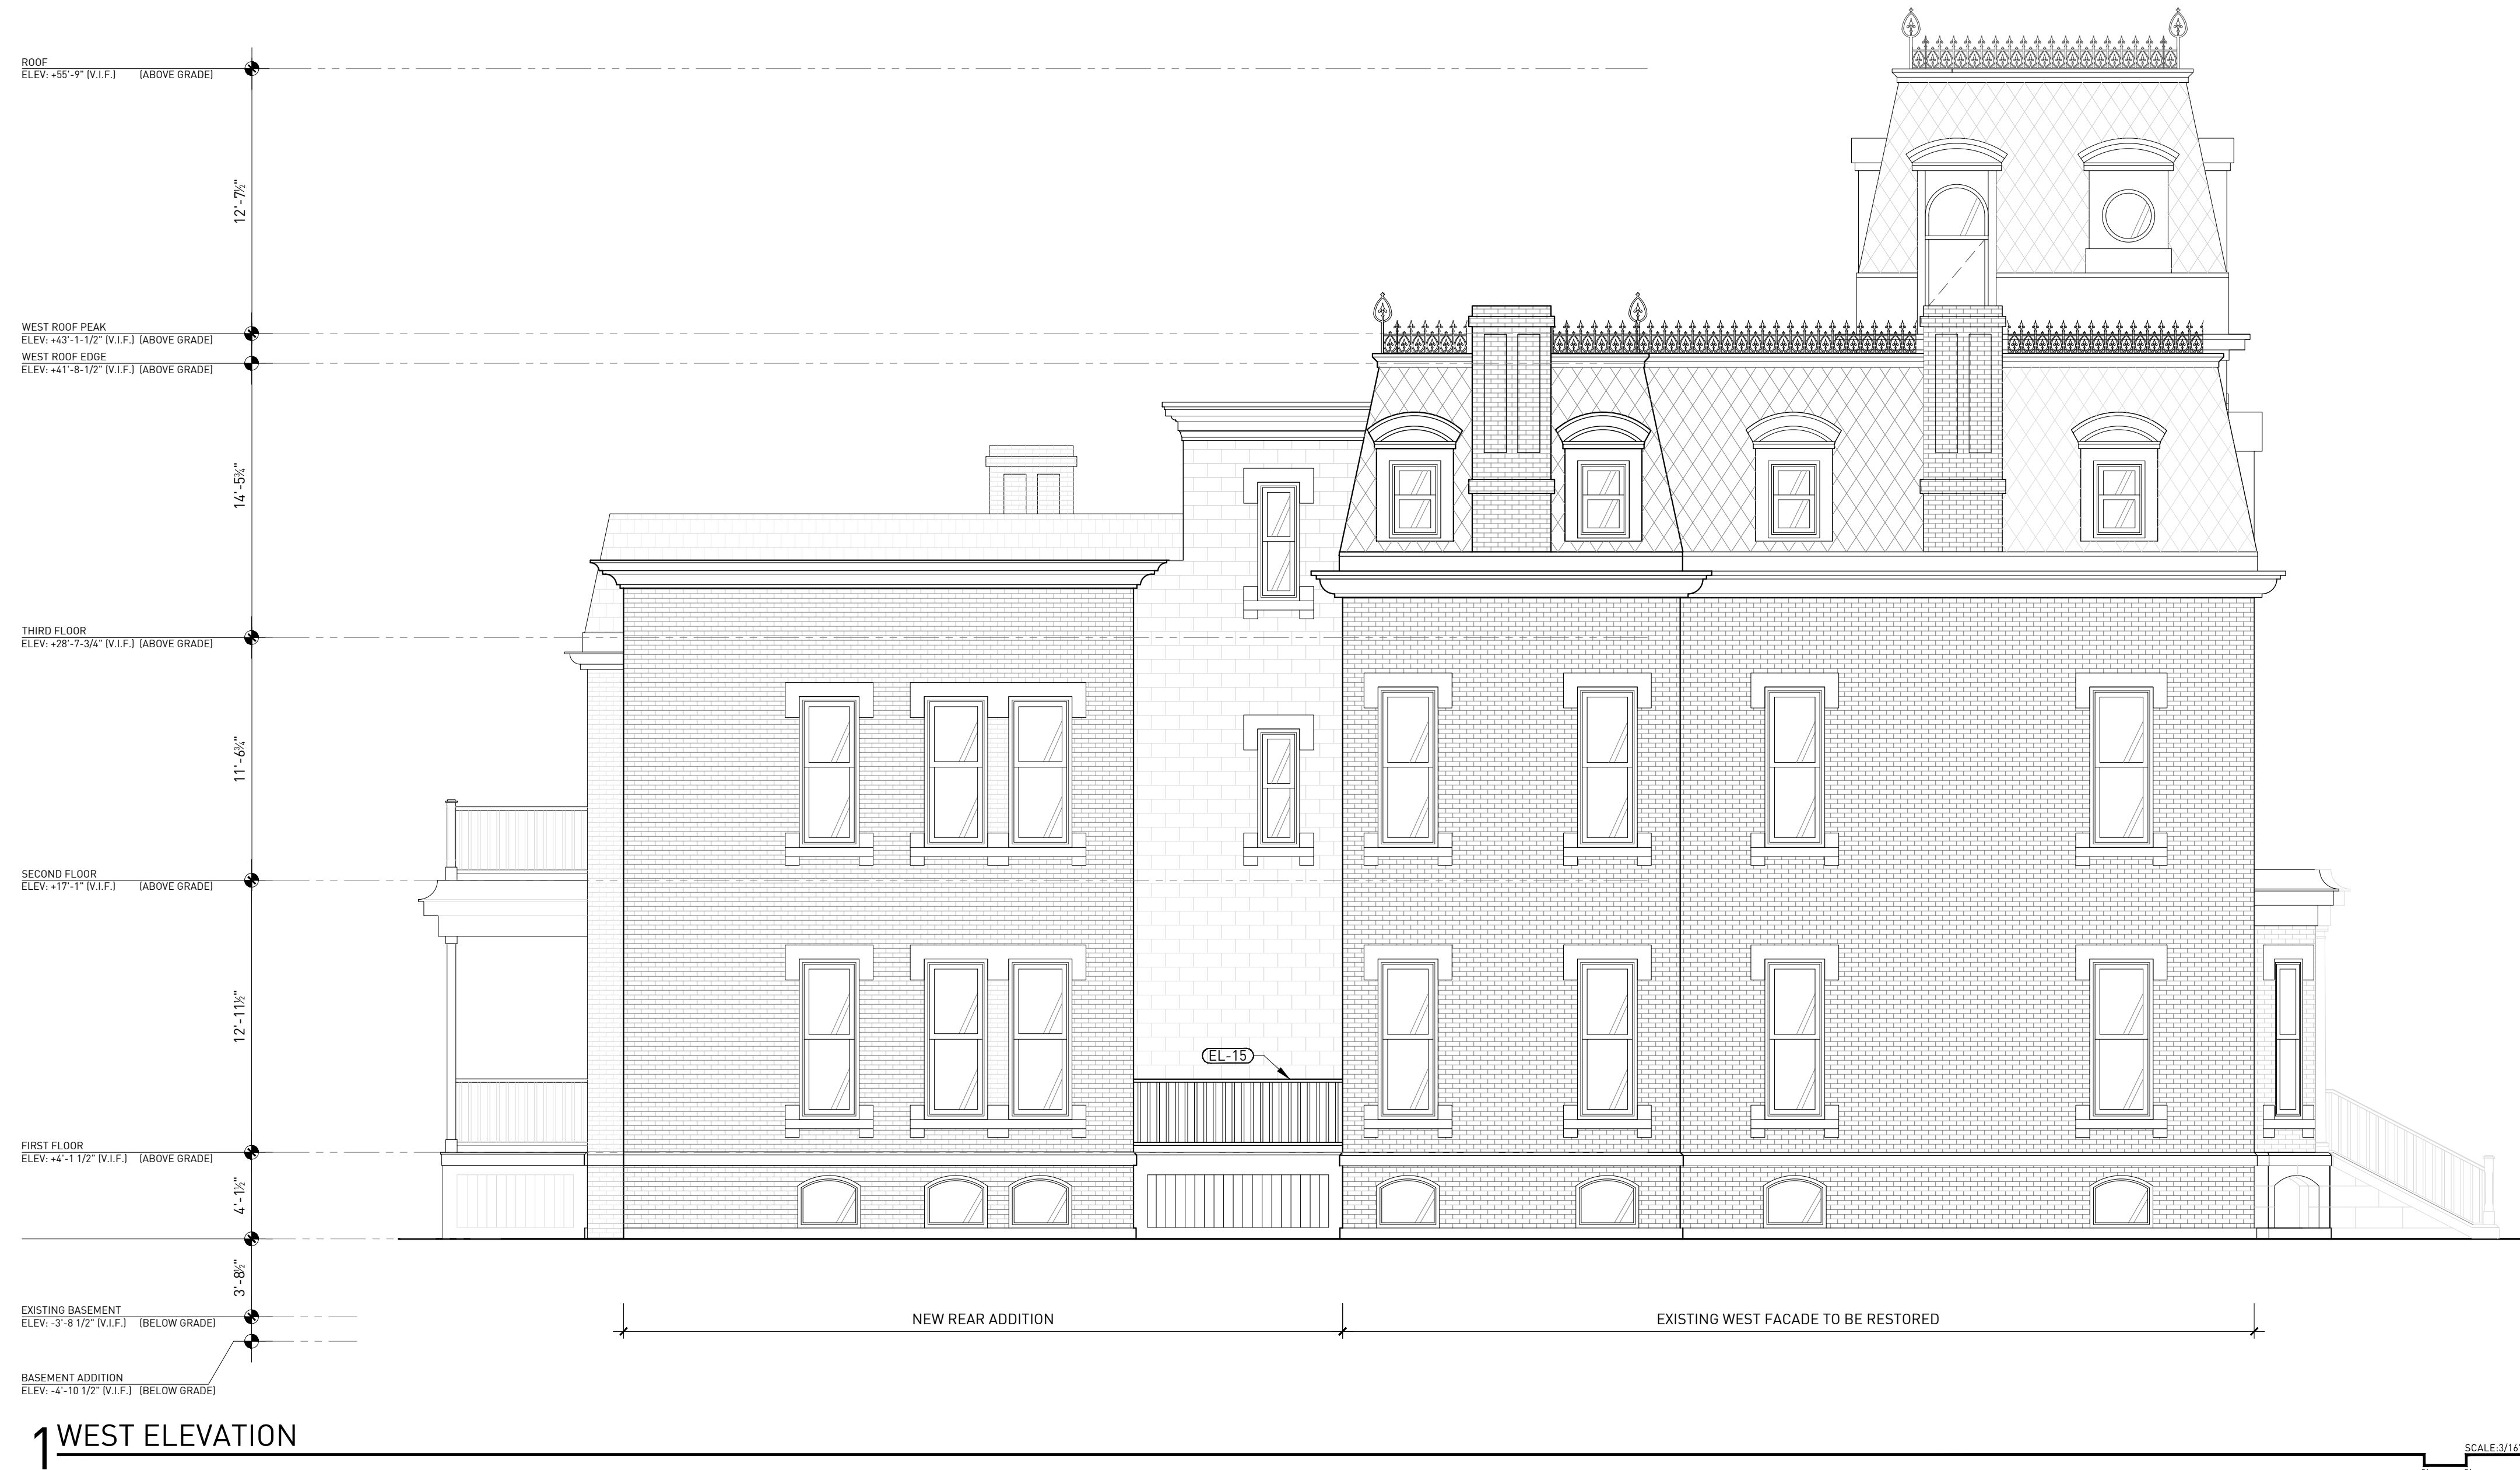 ROOF
ELEV: +55'-9" (V.I.F.) (ABOVE GRADE)
12'-7½"
WEST ROOF PEAK
ELEV: +43'-1-1/2" (V.I.F.) (ABOVE GRADE)
WEST ROOF EDGE
ELEV: +41'-8-1/2" (V.I.F.) (ABOVE GRADE)
14'-5¾"
THIRD FLOOR
ELEV: +28'-7-3/4" (V.I.F.) (ABOVE GRADE)
11'-6¾"
SECOND FLOOR
ELEV: +17'-1" (V.I.F.) (ABOVE GRADE)
12'-11½"
EL-15
FIRST FLOOR
ELEV: +4'-1 1/2" (V.I.F.) (ABOVE GRADE)
4'-1½"
3'-8½"
EXISTING BASEMENT
ELEV: -3'-8 1/2" (V.I.F.) (BELOW GRADE)
NEW REAR ADDITION
EXISTING WEST FACADE TO BE RESTORED
BASEMENT ADDITION
ELEV: -4'-10 1/2" (V.I.F.) (BELOW GRADE)
1 WEST ELEVATION
SCALE:3/16